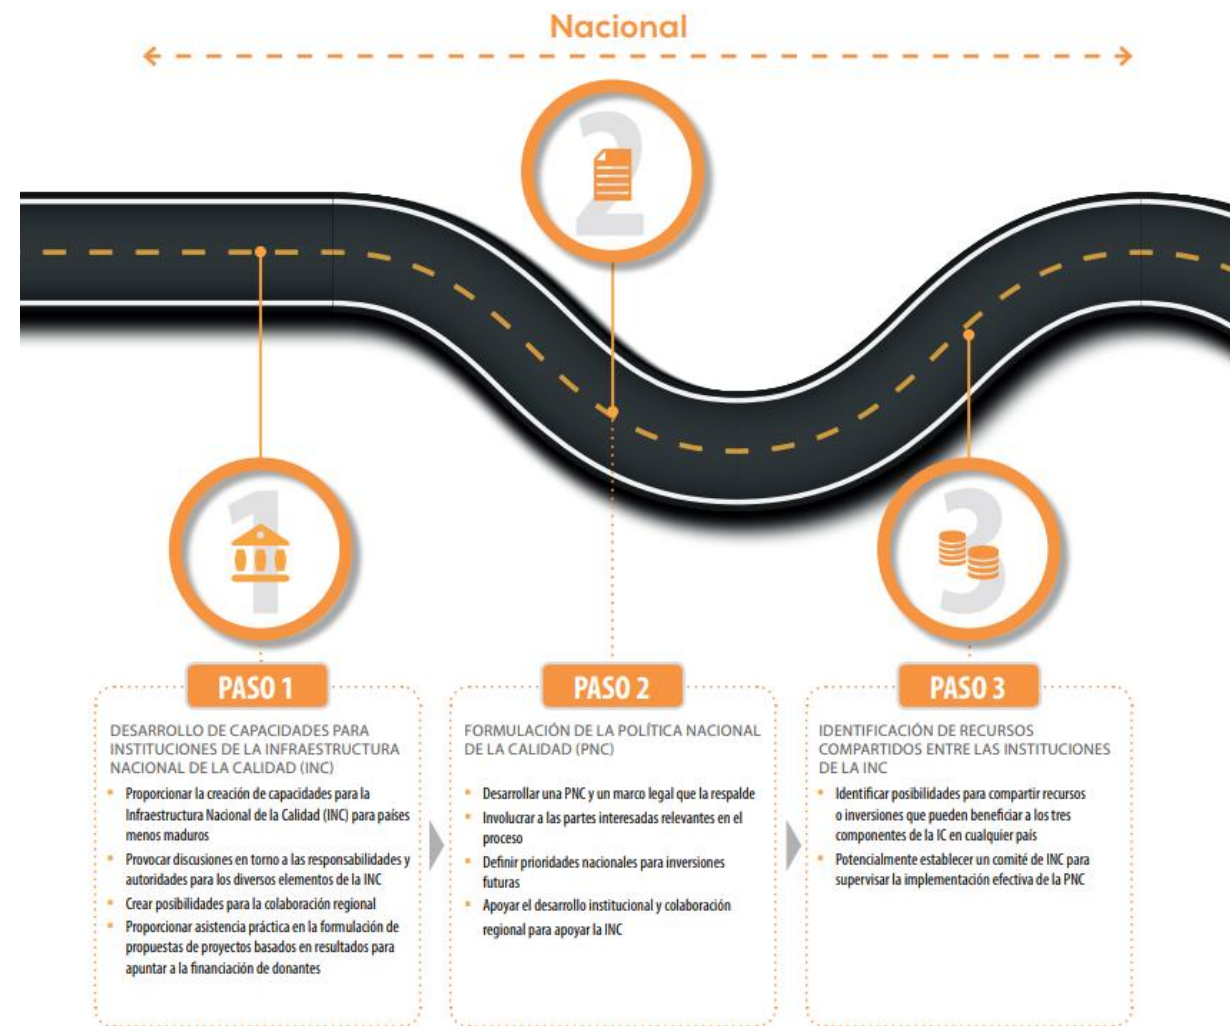 Nacional
2
1
3
PASO 1
DESARROLLO DE CAPACIDADES PARA
INSTITUCIONES DE LA INFRAESTRUCTURA
NACIONAL DE LA CALIDAD (INC)
▪ Proporcionar la creación de capacidades para la
Infraestructura Nacional de la Calidad (INC) para países
menos maduros
▪ Provocar discusiones en torno a las responsabilidades y
autoridades para los diversos elementos de la INC
▪ Crear posibilidades para la colaboración regional
▪ Proporcionar asistencia práctica en la formulación de
propuestas de proyectos basados en resultados para
apuntar a la financiación de donantes
PASO 2
FORMULACIÓN DE LA POLÍTICA NACIONAL
DE LA CALIDAD (PNC)
▪ Desarrollar una PNC y un marco legal que la respalde
▪ Involucrar a las partes interesadas relevantes en el
proceso
▪ Definir prioridades nacionales para inversiones
futuras
▪ Apoyar el desarrollo institucional y colaboración
regional para apoyar la INC
PASO 3
IDENTIFICACIÓN DE RECURSOS
COMPARTIDOS ENTRE LAS INSTITUCIONES
DE LA INC
▪ Identificar posibilidades para compartir recursos
o inversiones que pueden beneficiar a los tres
componentes de la IC en cualquier país
▪ Potencialmente establecer un comité de INC para
supervisar la implementación efectiva de la PNC